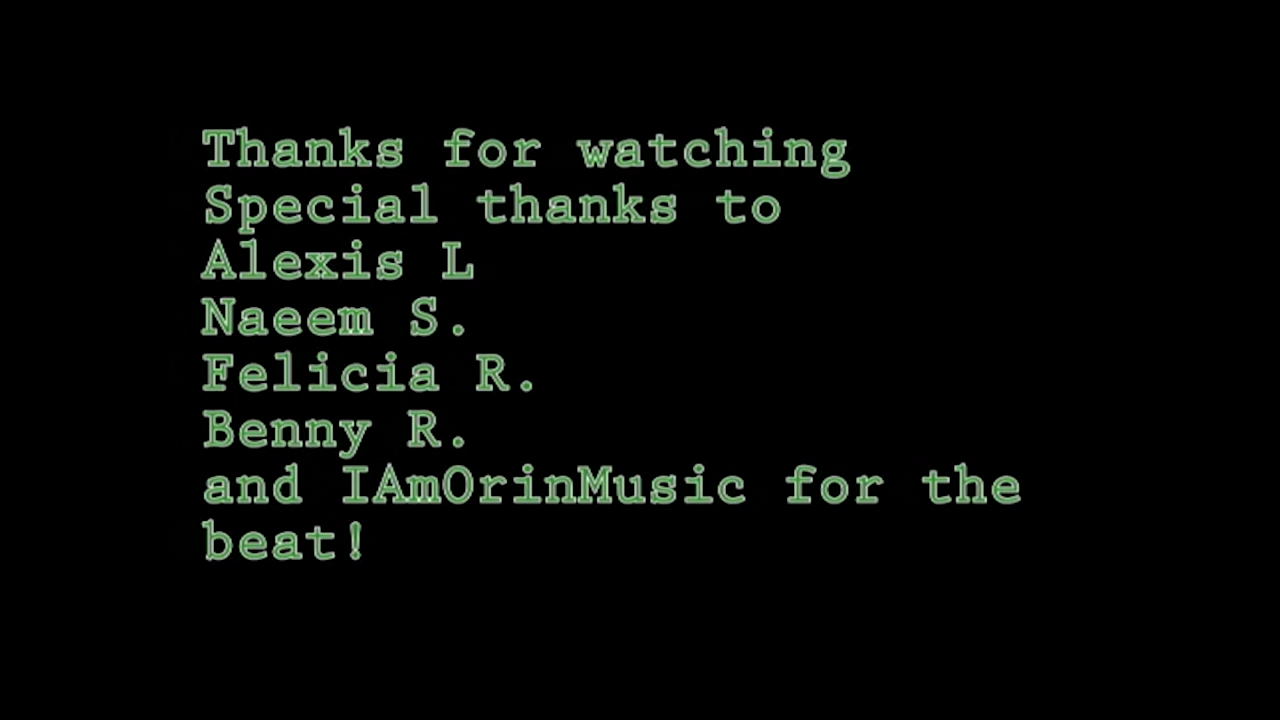 Thanks for watching
Special thanks to
Alexis L
Naeem S.
Felicia R.
Benny R.
and IAmOrinMusic for the
beat!